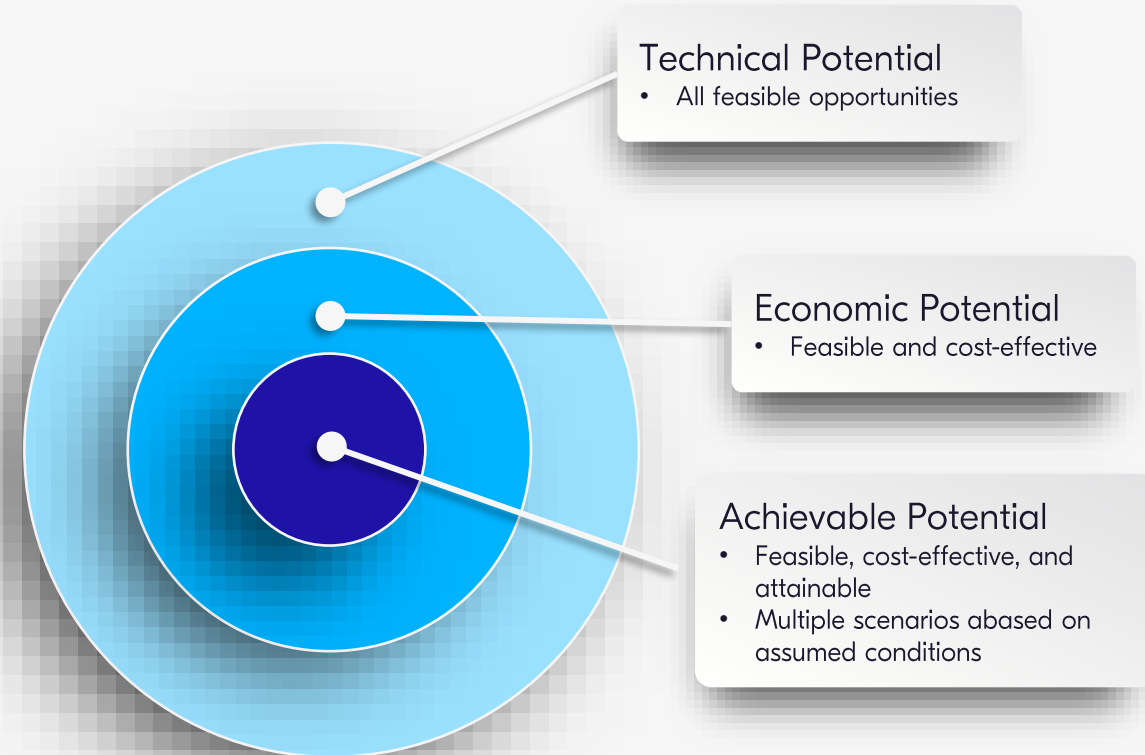 Technical Potential
• All feasible opportunities
Economic Potential
• Feasible and cost-effective
Achievable Potential
• Feasible, cost-effective, and
attainable
• Multiple scenarios abased on
assumed conditions